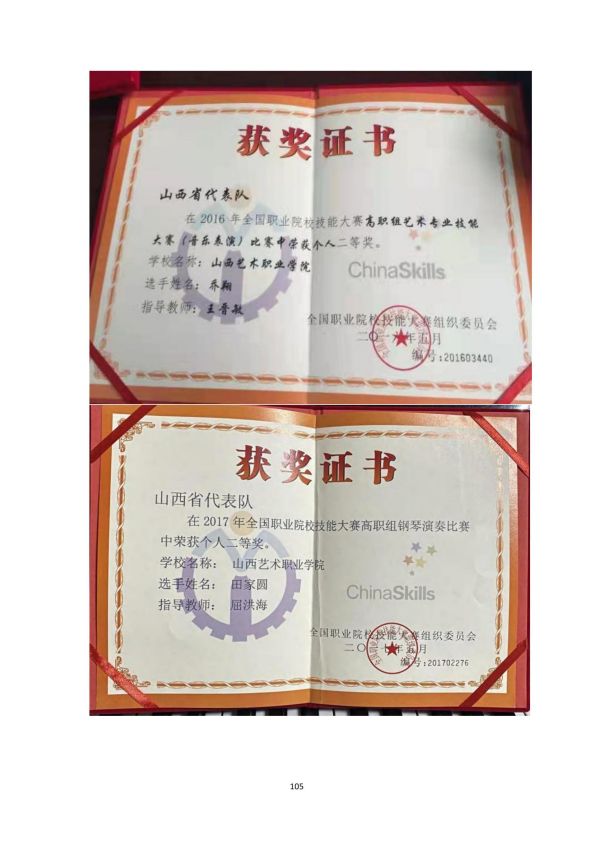 获奖证书
山西省代表队
在2016年全国职业院校技能大赛高职组艺术专业技能
大赛（音乐表演）比赛中荣获个人二等奖。
学校名称：山西艺术职业学院
选手姓名：乔翔
指导教师：王晋敏
ChinaSkills
全国职业院校技能大赛组织委员会
二〇一六年五月
编号:201603440
获奖证书
山西省代表队
在2017年全国职业院校技能大赛高职组钢琴演奏比赛
中荣获个人二等奖。
学校名称： 山西艺术职业学院
选手姓名： 田家圆
指导教师： 屈洪海
ChinaSkills
全国职业院校技能大赛组织委员会
二〇一七年五月
编号:201702276
105